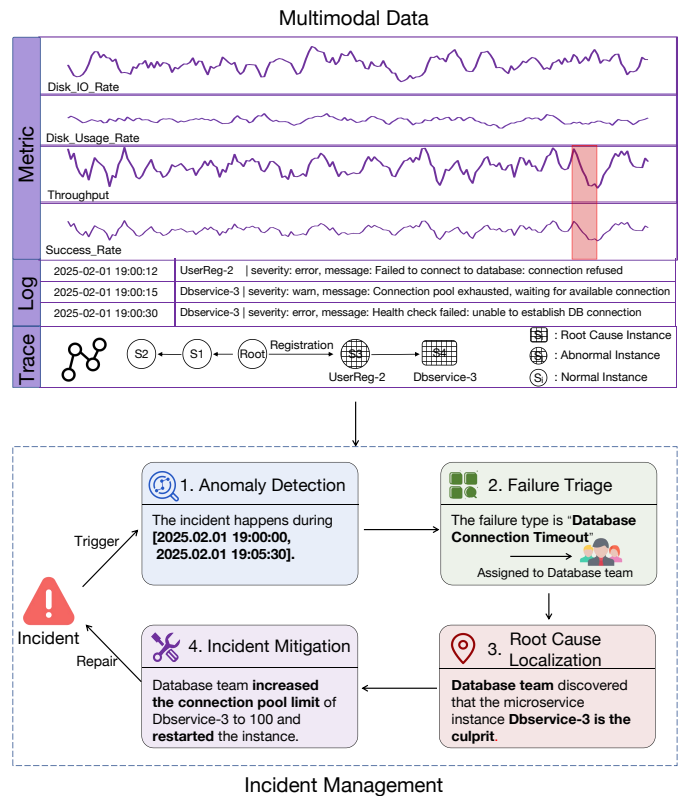 Multimodal Data
Metric
Disk_IO_Rate
Disk_Usage_Rate
Throughput
Success_Rate
Log
2025-02-01 19:00:12 UserReg-2 | severity: error, message: Failed to connect to database: connection refused
2025-02-01 19:00:15 Dbservice-3 | severity: warn, message: Connection pool exhausted, waiting for available connection
2025-02-01 19:00:30 Dbservice-3 | severity: error, message: Health check failed: unable to establish DB connection
Trace
S2 S1 Root Registration S3 S4
UserReg-2 Dbservice-3
Si : Root Cause Instance
Si : Abnormal Instance
Si : Normal Instance
Incident
Trigger
Repair
1. Anomaly Detection
The incident happens during
[2025.02.01 19:00:00,
2025.02.01 19:05:30].
2. Failure Triage
The failure type is “Database
Connection Timeout”
Assigned to Database team
3. Root Cause
Localization
Database team discovered
that the microservice
instance Dbservice-3 is the
culprit.
4. Incident Mitigation
Database team increased
the connection pool limit of
Dbservice-3 to 100 and
restarted the instance.
Incident Management